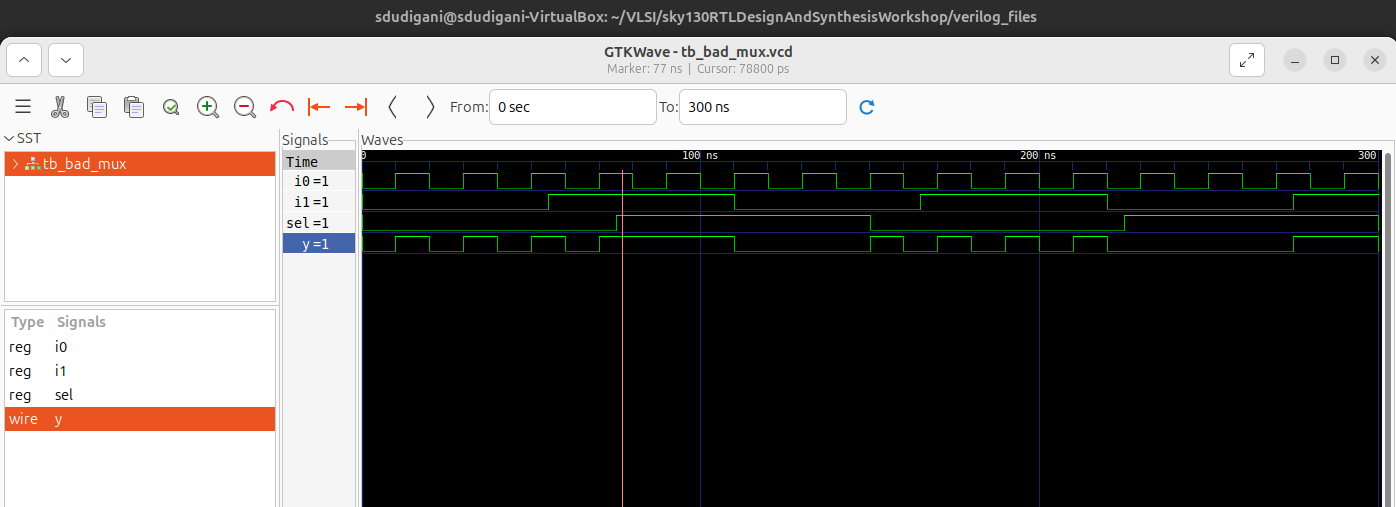 sdudigani@sdudigani-VirtualBox: ~/VLSI/sky130RTLDesignAndSynthesisWorkshop/verilog_files
GTKWave - tb_bad_mux.vcd
Marker: 77 ns | Cursor: 78800 ps
From: 0 sec To: 300 ns
SST
tb_bad_mux
Type Signals
reg i0
reg i1
reg sel
wire y
Signals
Time
i0 =1
i1 =1
sel =1
y =1
Waves
0 100 ns 200 ns 300